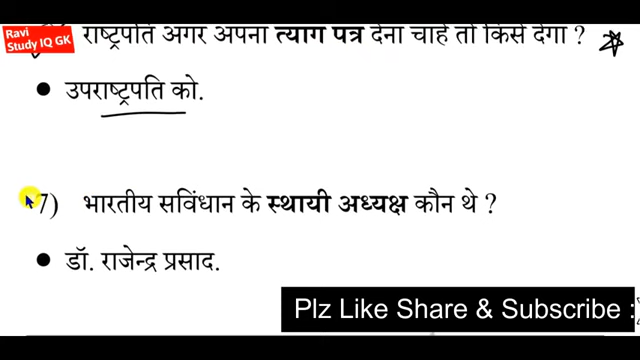 Ravi
Study IQ GK
राष्ट्रपति अगर अपना त्याग पत्र देना चाहे तो किसे देगा ?
उपराष्ट्रपति को.
7) भारतीय सविंधान के स्थायी अध्यक्ष कौन थे ?
डॉ. राजेन्द्र प्रसाद.
Plz Like Share & Subscribe :